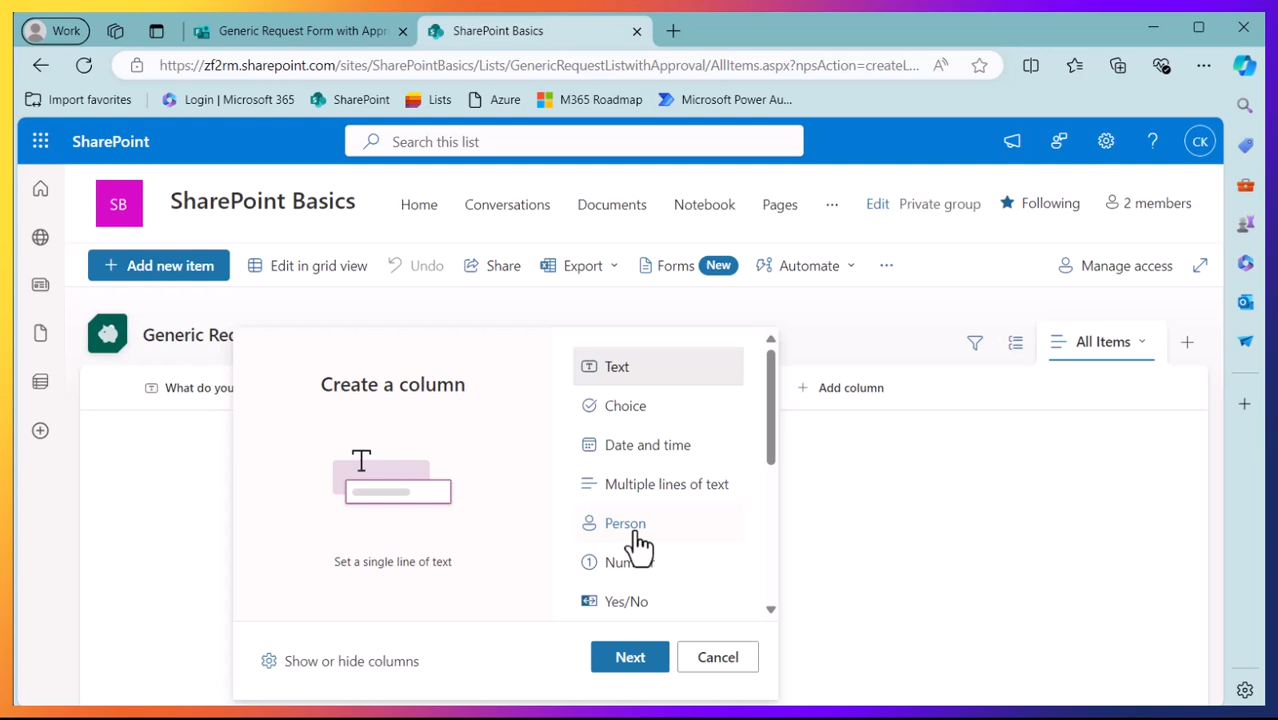 Work
Generic Request Form with Appr
SharePoint Basics
https://zf2rm.sharepoint.com/sites/SharePointBasics/Lists/GenericRequestListwithApproval/AllItems.aspx?npsAction=createL...
Import favorites
Login | Microsoft 365
SharePoint
Lists
Azure
M365 Roadmap
Microsoft Power Au...
SharePoint
Search this list
CK
SB
SharePoint Basics
Home
Conversations
Documents
Notebook
Pages
Edit
Private group
Following
2 members
Add new item
Edit in grid view
Undo
Share
Export
Forms
New
Automate
Manage access
Generic Rec
All Items
What do you
Add column
Create a column
Set a single line of text
Text
Choice
Date and time
Multiple lines of text
Person
Yes/No
Show or hide columns
Next
Cancel